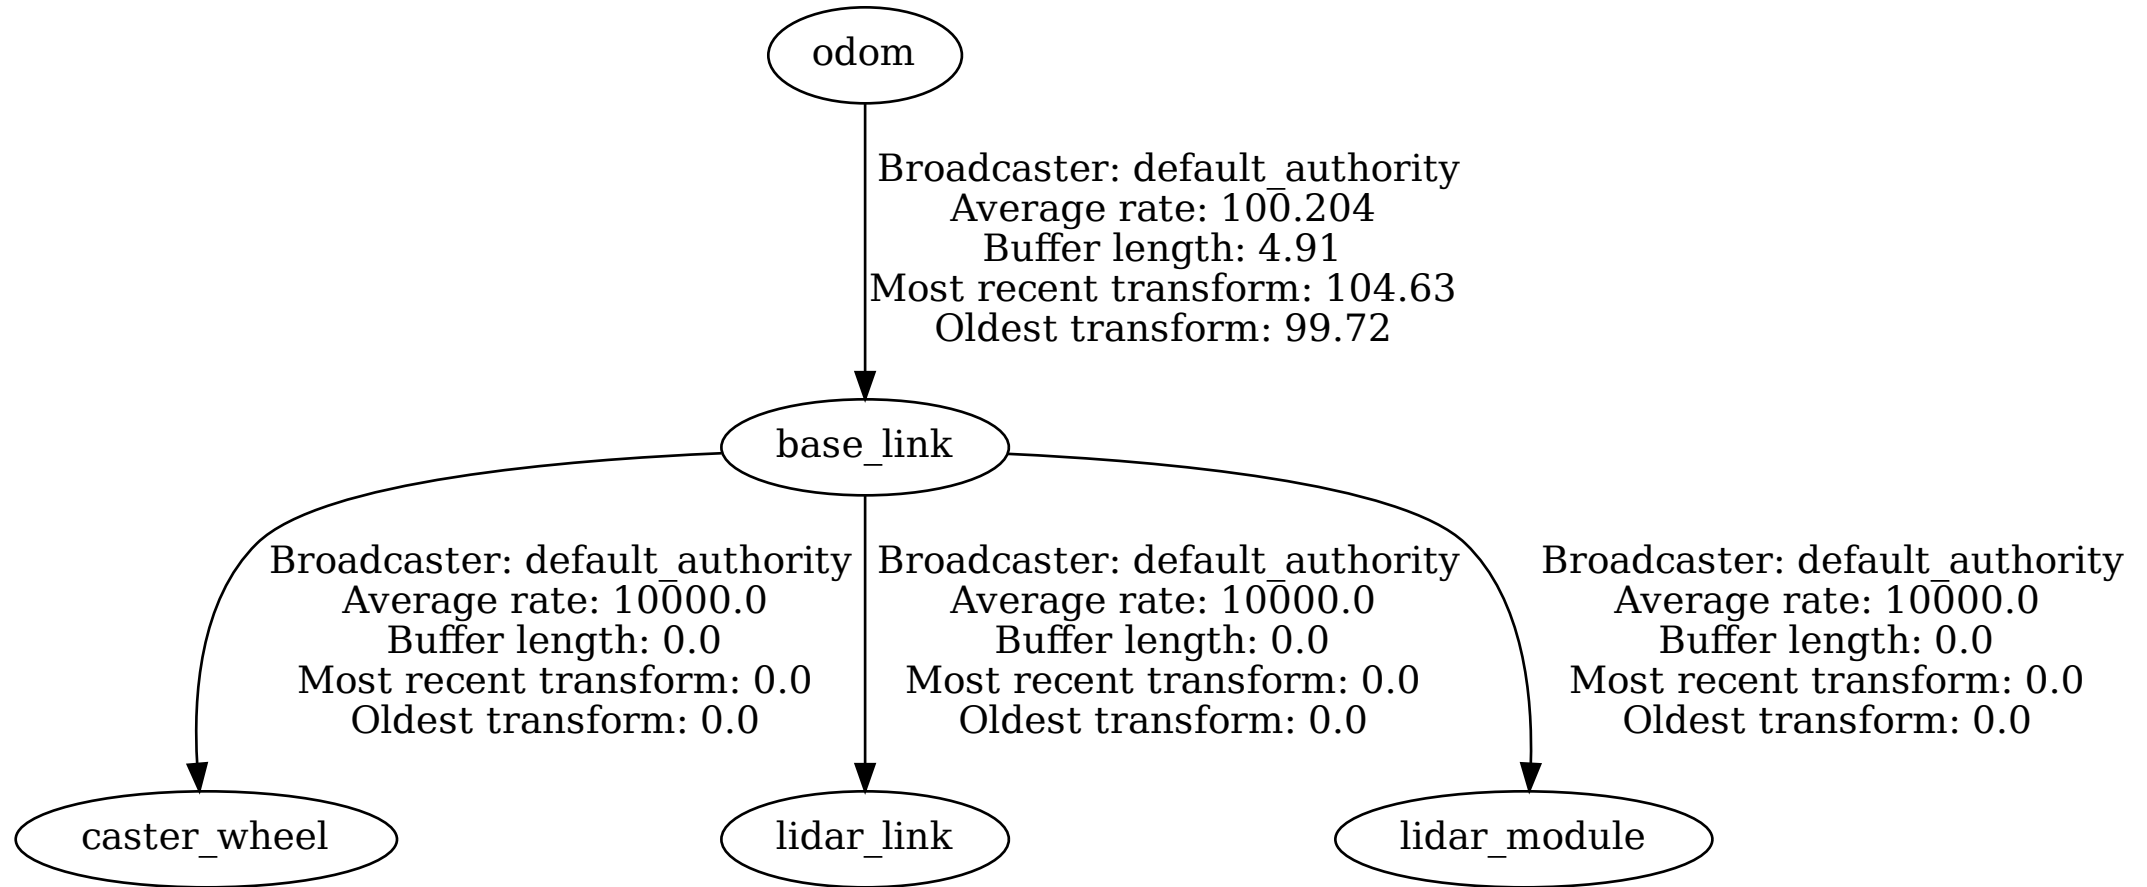 odom
Broadcaster: default_authority
Average rate: 100.204
Buffer length: 4.91
Most recent transform: 104.63
Oldest transform: 99.72
base_link
Broadcaster: default_authority
Average rate: 10000.0
Buffer length: 0.0
Most recent transform: 0.0
Oldest transform: 0.0
Broadcaster: default_authority
Average rate: 10000.0
Buffer length: 0.0
Most recent transform: 0.0
Oldest transform: 0.0
Broadcaster: default_authority
Average rate: 10000.0
Buffer length: 0.0
Most recent transform: 0.0
Oldest transform: 0.0
caster_wheel
lidar_link
lidar_module